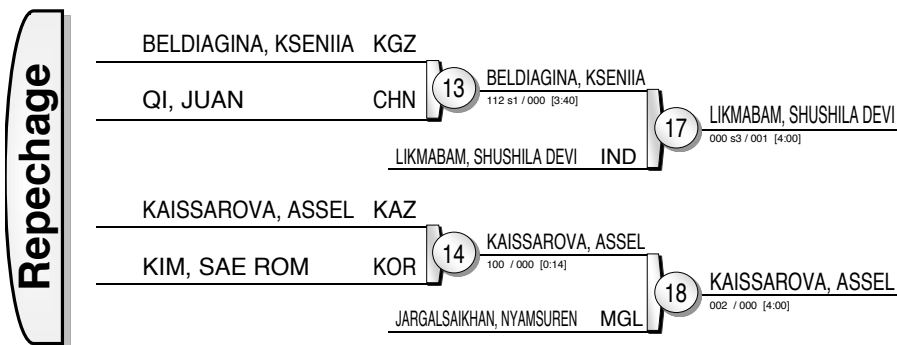 Repechage
BELDIAGINA, KSENIIA KGZ
QI, JUAN CHN
13
BELDIAGINA, KSENIIA
112 s1 / 000 [3:40]
LIKMABAM, SHUSHILA DEVI IND
17
LIKMABAM, SHUSHILA DEVI
000 s3 / 001 [4:00]
KAISSAROVA, ASSEL KAZ
KIM, SAE ROM KOR
14
KAISSAROVA, ASSEL
100 / 000 [0:14]
JARGALSAIKHAN, NYAMSUREN MGL
18
KAISSAROVA, ASSEL
002 / 000 [4:00]